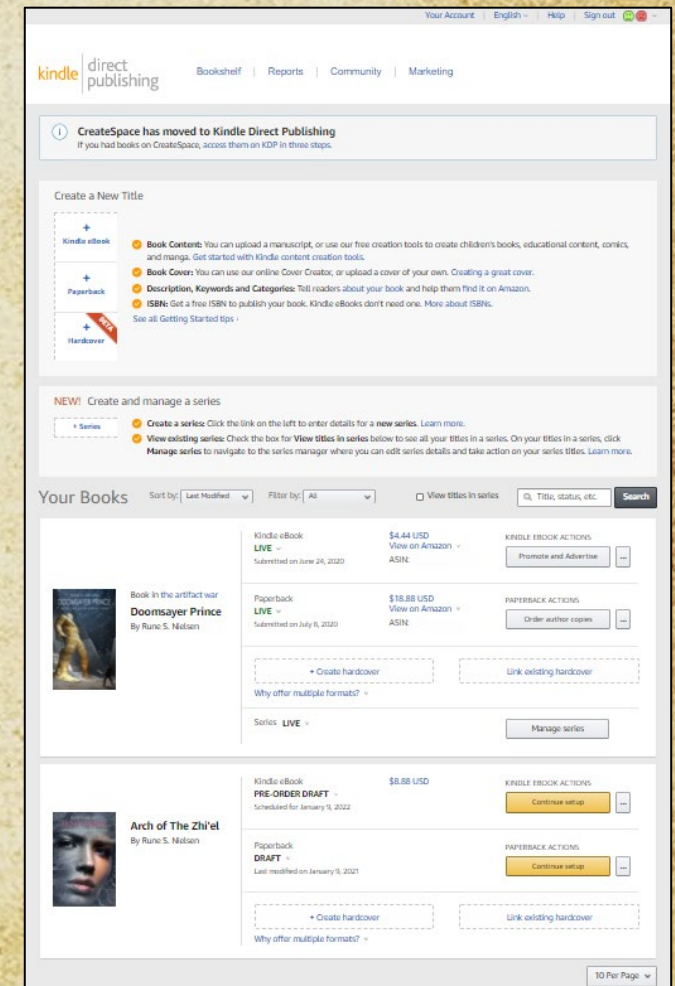 Your Account | English | Help | Sign out
kindle direct publishing
Bookshelf | Reports | Community | Marketing
CreateSpace has moved to Kindle Direct Publishing
If you had books on CreateSpace, access them on KDP in three steps.
Create a New Title
+
Kindle eBook
+
Paperback
+
BETA
Hardcover
Book Content: You can upload a manuscript, or use our free creation tools to create children's books, educational content, comics,
and manga. Get started with Kindle content creation tools.
Book Cover: You can use our online Cover Creator, or upload a cover of your own. Creating a great cover.
Description, Keywords and Categories: Tell readers about your book and help them find it on Amazon.
ISBN: Get a free ISBN to publish your book. Kindle eBooks don't need one. More about ISBNs.
See all Getting Started tips ›
NEW! Create and manage a series
+ Series
Create a series: Click the link on the left to enter details for a new series. Learn more.
View existing series: Check the box for View titles in series below to see all your titles in a series. On your titles in a series, click
Manage series to navigate to the series manager where you can edit series details and take action on your series titles. Learn more.
Your Books Sort by: Last Modified Filter by: All View titles in series Title, status, etc. Search
DOOMSAYER PRINCE
Book in the artifact war
Doomsayer Prince
By Rune S. Nielsen
Kindle eBook
LIVE
Submitted on June 24, 2020
$4.44 USD
View on Amazon
ASIN:
KINDLE EBOOK ACTIONS
Promote and Advertise ...
Paperback
LIVE
Submitted on July 8, 2020
$18.88 USD
View on Amazon
ASIN:
PAPERBACK ACTIONS
Order author copies ...
+ Create hardcover
Link existing hardcover
Why offer multiple formats?
Series LIVE
Manage series
Arch of The Zhi'el
By Rune S. Nielsen
Kindle eBook
PRE-ORDER DRAFT
Scheduled for January 9, 2022
$8.88 USD
KINDLE EBOOK ACTIONS
Continue setup ...
Paperback
DRAFT
Last modified on January 9, 2021
PAPERBACK ACTIONS
Continue setup ...
+ Create hardcover
Link existing hardcover
Why offer multiple formats?
10 Per Page